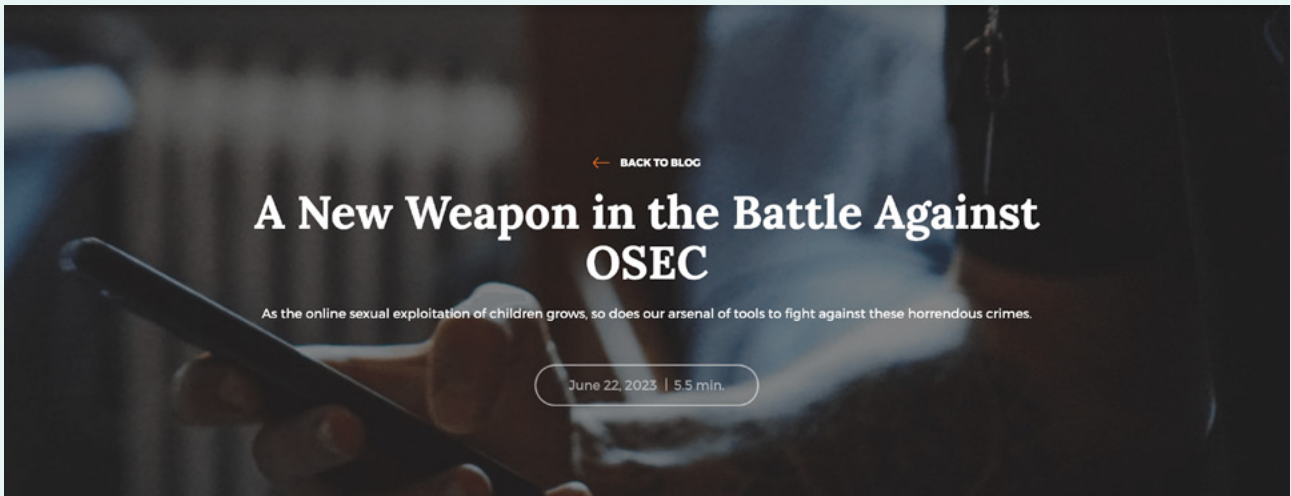 BACK TO BLOG
A New Weapon in the Battle Against
OSEC
As the online sexual exploitation of children grows, so does our arsenal of tools to fight against these horrendous crimes.
June 22, 2023 | 5.5 min.